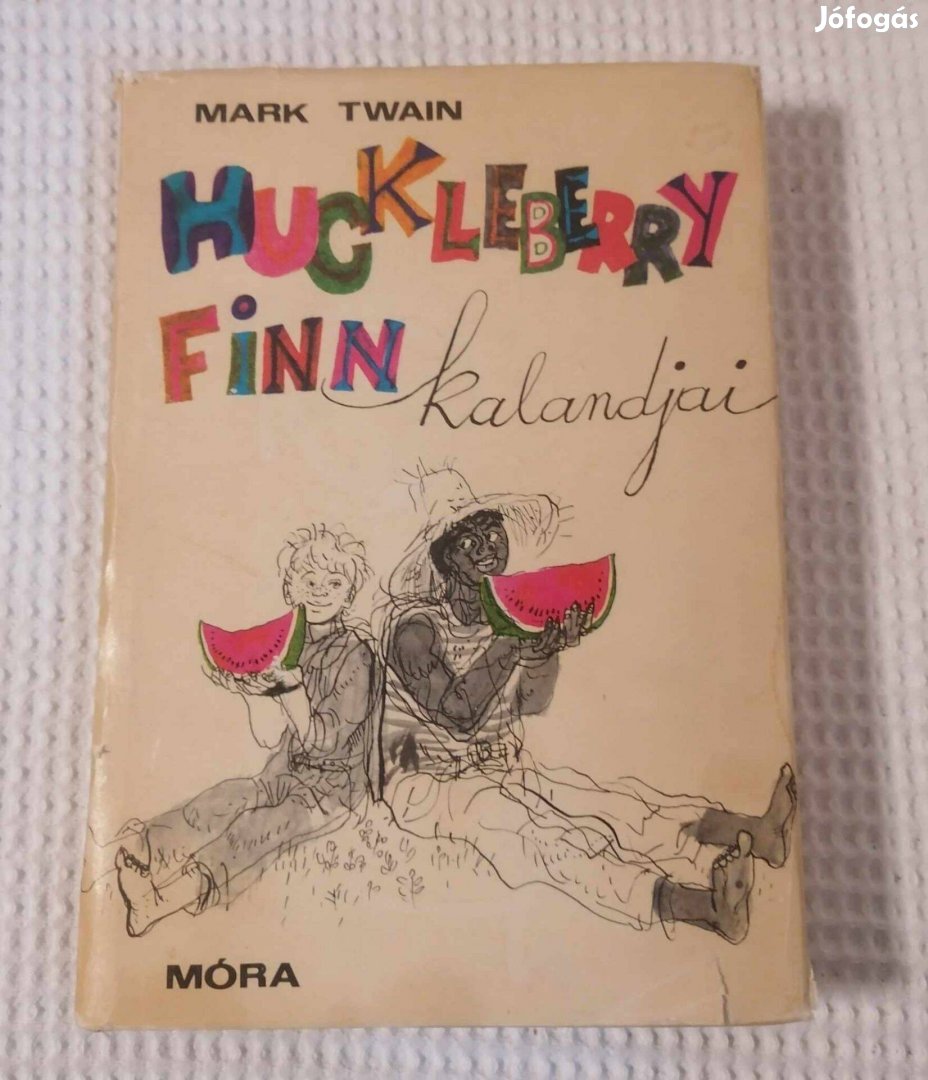 Jófogás
MARK TWAIN
HUCKLEBERRY
FiNN kalandjai
MÓRA